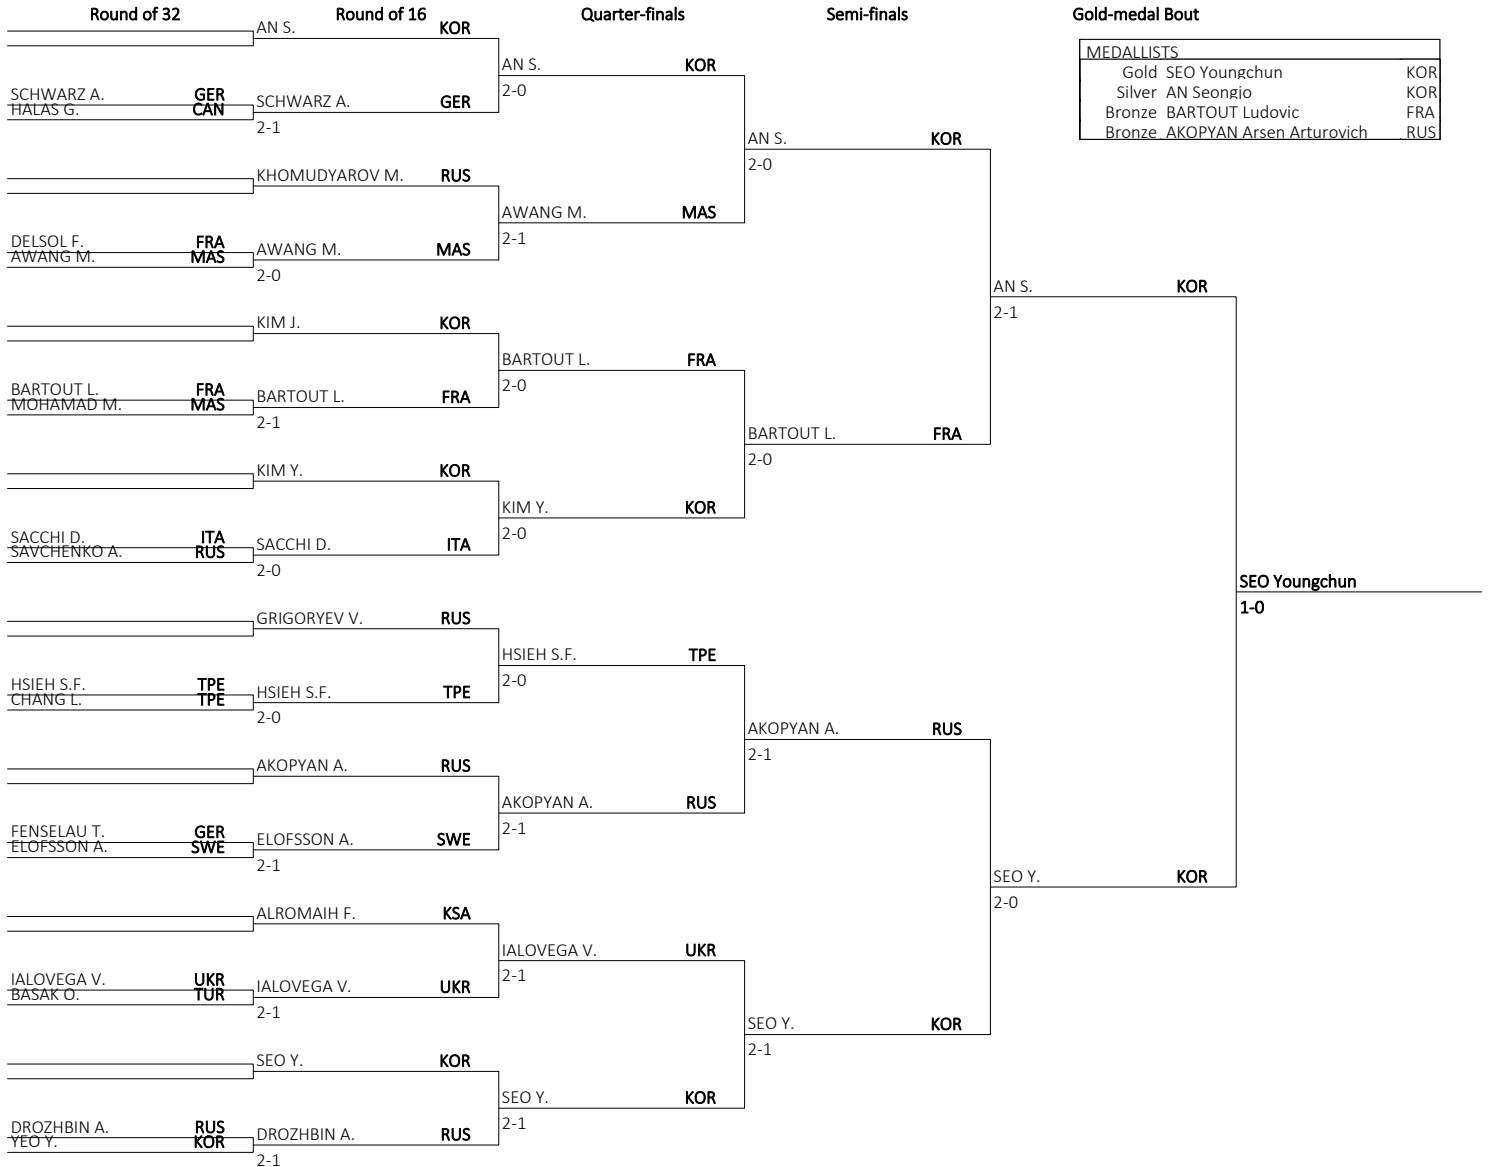 Round of 32 Round of 16 Quarter-finals Semi-finals Gold-medal Bout
AN S. KOR
MEDALLISTS
AN S. KOR
Gold SEO Youngchun KOR
2-0
Silver AN Seongjo KOR
SCHWARZ A. GER
HALAS G. CAN
SCHWARZ A. GER
2-1
Bronze BARTOUT Ludovic FRA
Bronze AKOPYAN Arsen Arturovich RUS
AN S. KOR
2-0
KHOMUDYAROV M. RUS
AWANG M. MAS
2-1
DELSOL F. FRA
AWANG M. MAS
AWANG M. MAS
2-0
AN S. KOR
2-1
KIM J. KOR
BARTOUT L. FRA
2-0
BARTOUT L. FRA
MOHAMAD M. MAS
BARTOUT L. FRA
2-1
BARTOUT L. FRA
2-0
KIM Y. KOR
KIM Y. KOR
2-0
SACCHI D. ITA
SAVCHENKO A. RUS
SACCHI D. ITA
2-0
SEO Youngchun
1-0
GRIGORYEV V. RUS
HSIEH S.F. TPE
2-0
HSIEH S.F. TPE
CHANG L. TPE
HSIEH S.F. TPE
2-0
AKOPYAN A. RUS
2-1
AKOPYAN A. RUS
AKOPYAN A. RUS
2-1
FENSELAU T. GER
ELOFSSON A. SWE
ELOFSSON A. SWE
2-1
SEO Y. KOR
2-0
ALROMAIH F. KSA
IALOVEGA V. UKR
2-1
IALOVEGA V. UKR
BASAK O. TUR
IALOVEGA V. UKR
2-1
SEO Y. KOR
2-1
SEO Y. KOR
SEO Y. KOR
2-1
DROZHBIN A. RUS
YEO Y. KOR
DROZHBIN A. RUS
2-1